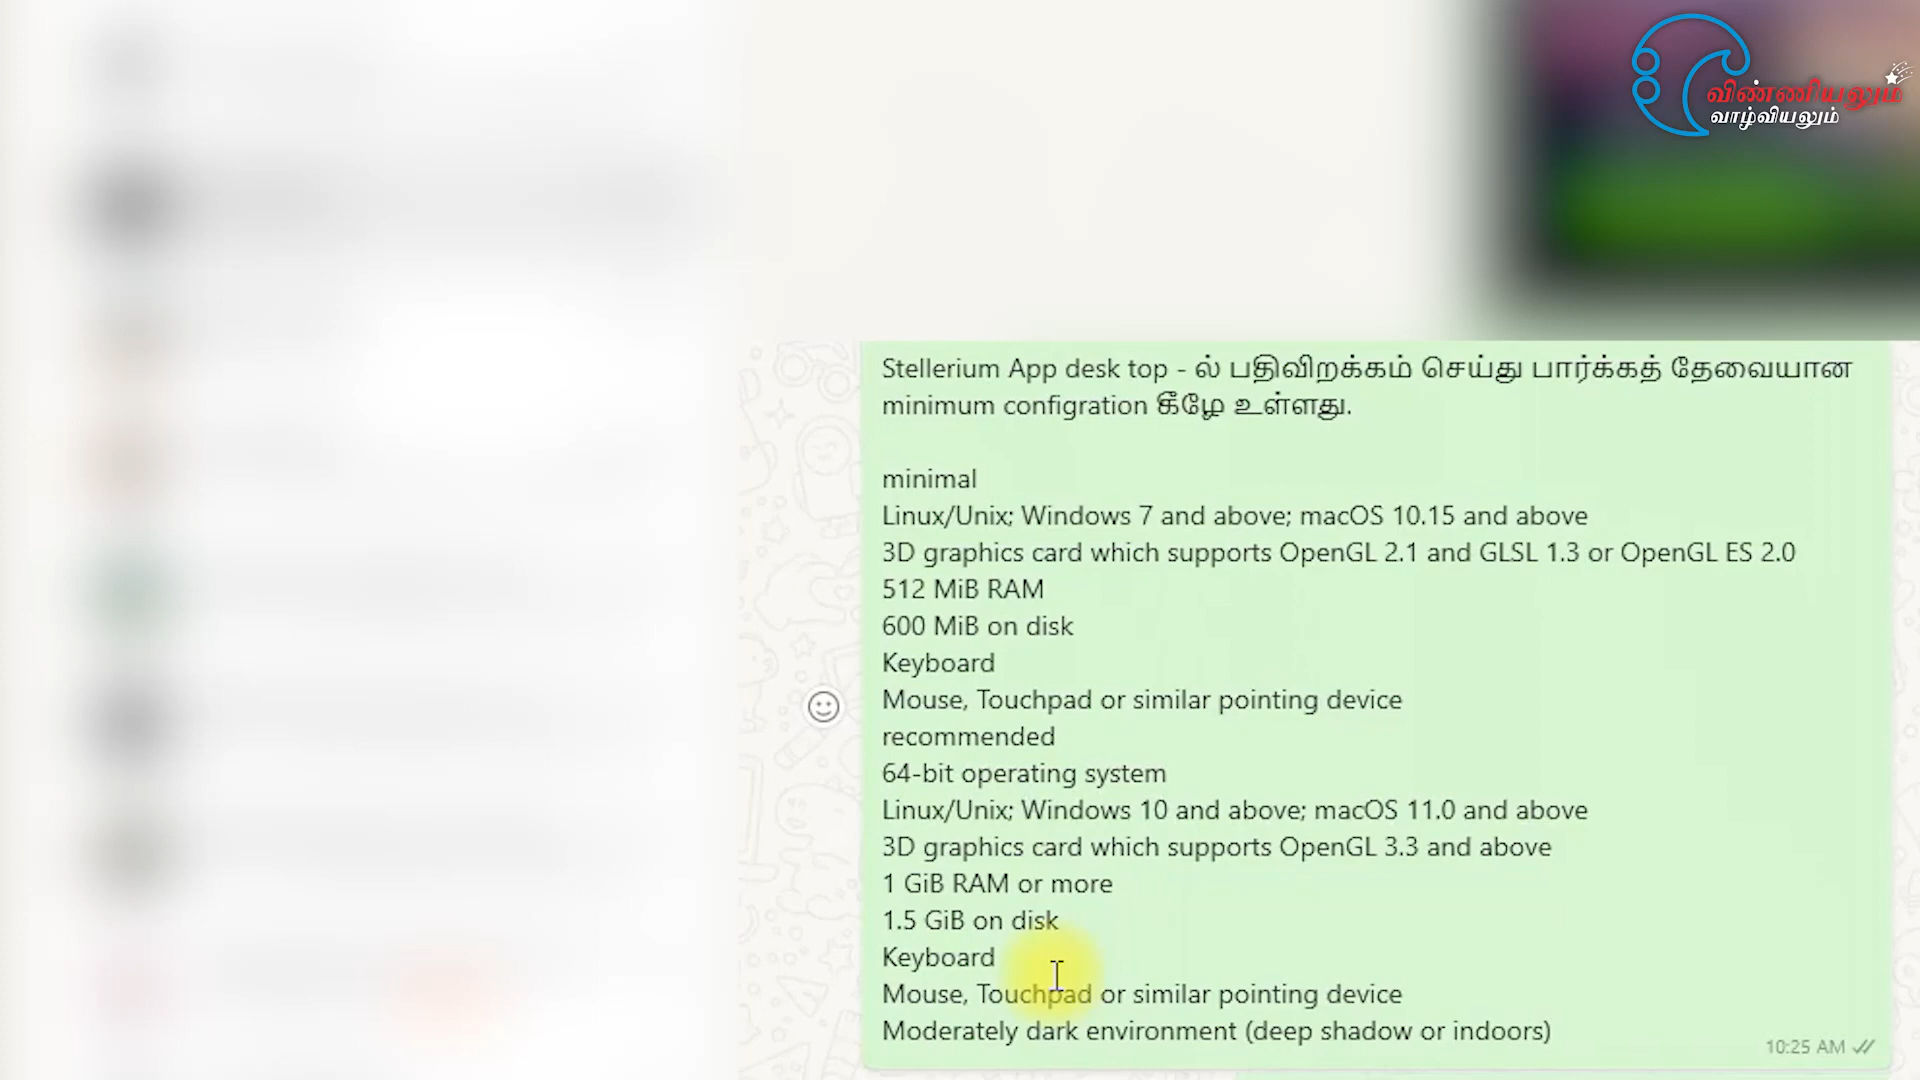 விண்ணியலும்
வாழ்வியலும்
Stellerium App desk top - ல் பதிவிறக்கம் செய்து பார்க்கத் தேவையான
minimum configration கீழே உள்ளது.
minimal
Linux/Unix; Windows 7 and above; macOS 10.15 and above
3D graphics card which supports OpenGL 2.1 and GLSL 1.3 or OpenGL ES 2.0
512 MiB RAM
600 MiB on disk
Keyboard
Mouse, Touchpad or similar pointing device
recommended
64-bit operating system
Linux/Unix; Windows 10 and above; macOS 11.0 and above
3D graphics card which supports OpenGL 3.3 and above
1 GiB RAM or more
1.5 GiB on disk
Keyboard
Mouse, Touchpad or similar pointing device
Moderately dark environment (deep shadow or indoors)
10:25 AM